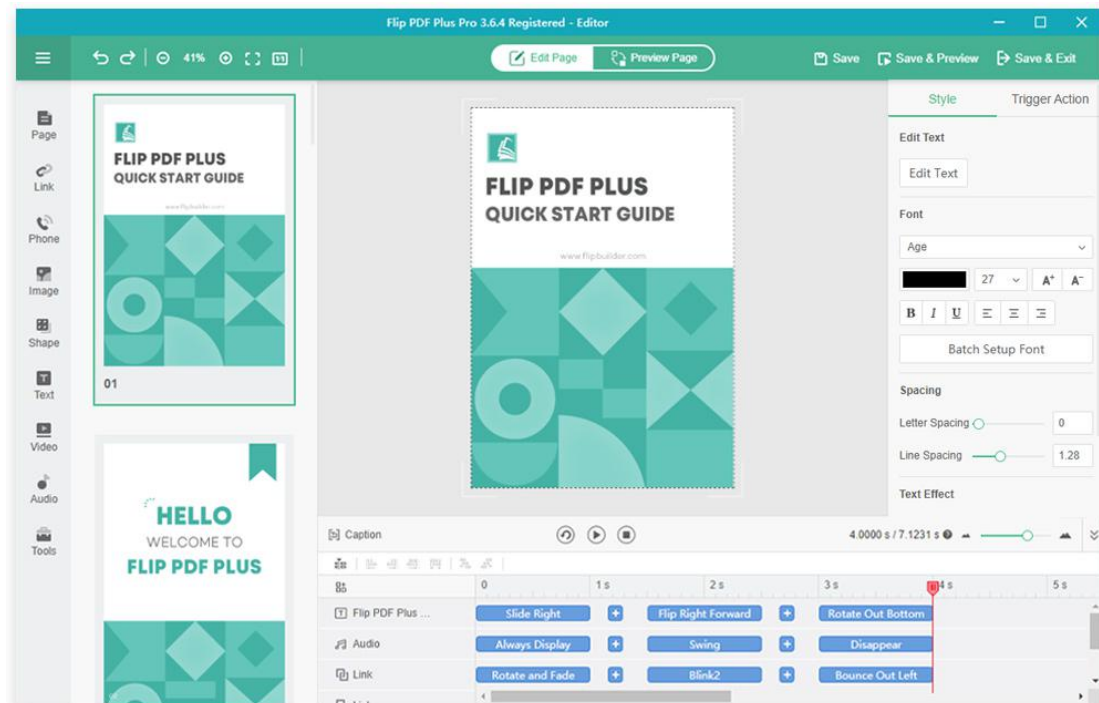 Flip PDF Plus Pro 3.6.4 Registered - Editor
41%
Edit Page
Preview Page
Save
Save & Preview
Save & Exit
Page
Link
Phone
Image
Shape
Text
Video
Audio
Tools
FLIP PDF PLUS
QUICK START GUIDE
www.flipbuilder.com
01
HELLO
WELCOME TO
FLIP PDF PLUS
FLIP PDF PLUS
QUICK START GUIDE
www.flipbuilder.com
Style
Trigger Action
Edit Text
Edit Text
Font
Age
27
A+ A-
B I U
Batch Setup Font
Spacing
Letter Spacing 0
Line Spacing 1.28
Text Effect
Caption
4.0000 s / 7.1231 s
0 1 s 2 s 3 s 4 s 5 s
Flip PDF Plus ... Slide Right + Flip Right Forward + Rotate Out Bottom
Audio Always Display + Swing + Disappear
Link Rotate and Fade + Blink2 + Bounce Out Left